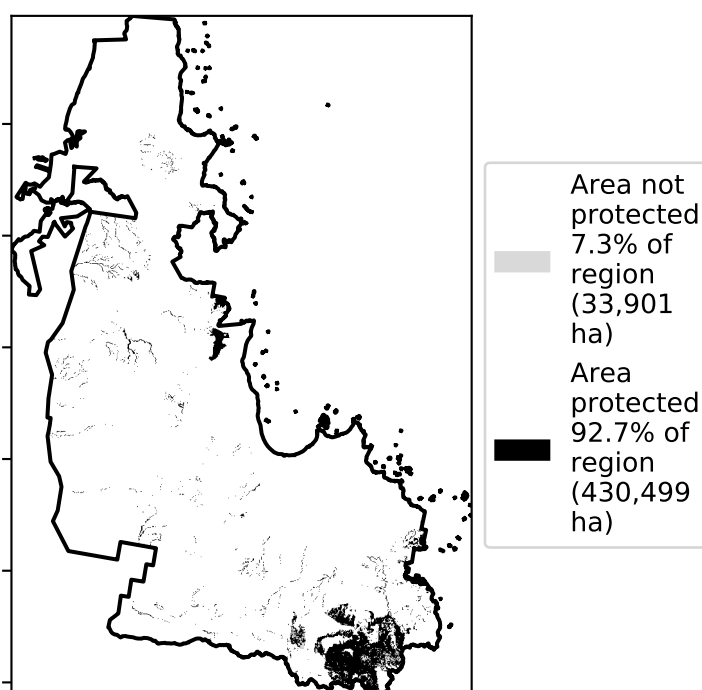 Area not
protected
7.3% of
region
(33,901
ha)
Area
protected
92.7% of
region
(430,499
ha)